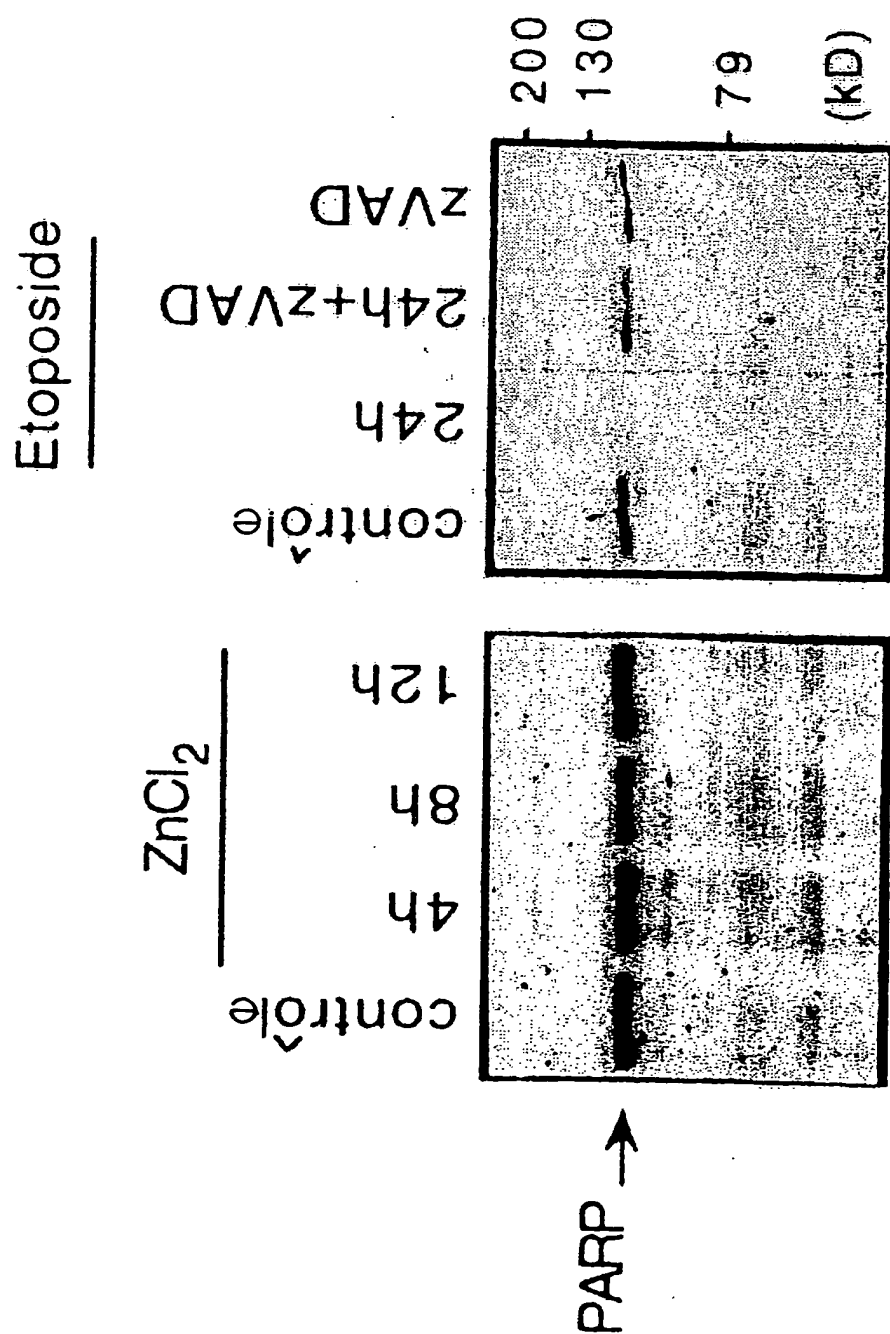 ZnCl2
Etoposide
contrôle
4h
8h
12h
contrôle
24h
24h+zVAD
zVAD
PARP
200
130
79
(kD)